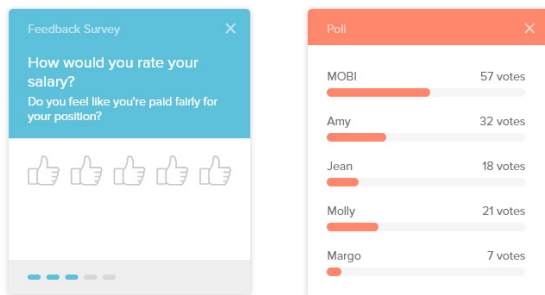 Feedback Survey
How would you rate your
salary?
Do you feel like you're paid fairly for
your position?
Poll
MOBI 57 votes
Amy 32 votes
Jean 18 votes
Molly 21 votes
Margo 7 votes